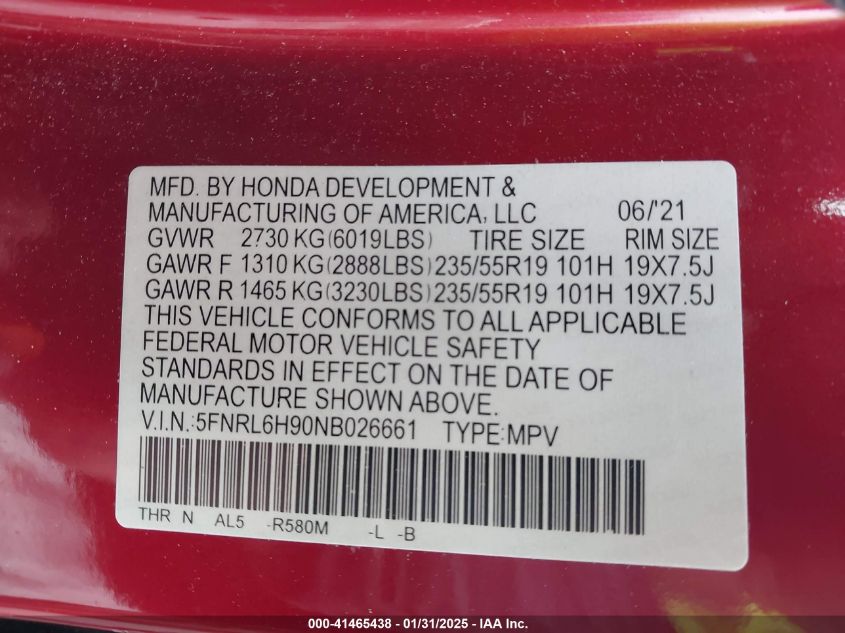 MFD. BY HONDA DEVELOPMENT &
MANUFACTURING OF AMERICA, LLC 06/'21
GVWR 2730 KG(6019LBS) TIRE SIZE RIM SIZE
GAWR F 1310 KG(2888LBS) 235/55R19 101H 19X7.5J
GAWR R 1465 KG(3230LBS) 235/55R19 101H 19X7.5J
THIS VEHICLE CONFORMS TO ALL APPLICABLE
FEDERAL MOTOR VEHICLE SAFETY
STANDARDS IN EFFECT ON THE DATE OF
MANUFACTURE SHOWN ABOVE.
V.I.N.:5FNRL6H90NB026661 TYPE:MPV
THR N AL5 -R580M -L -B
000-41465438 - 01/31/2025 - IAA Inc.